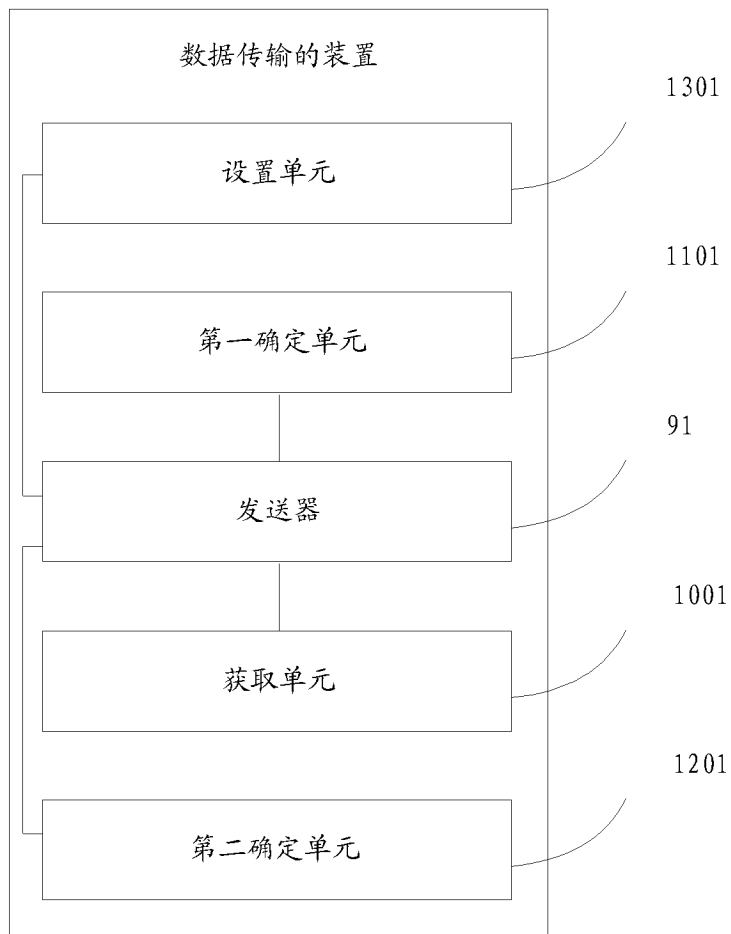 数据传输的装置
1301
设置单元
1101
第一确定单元
91
发送器
1001
获取单元
1201
第二确定单元